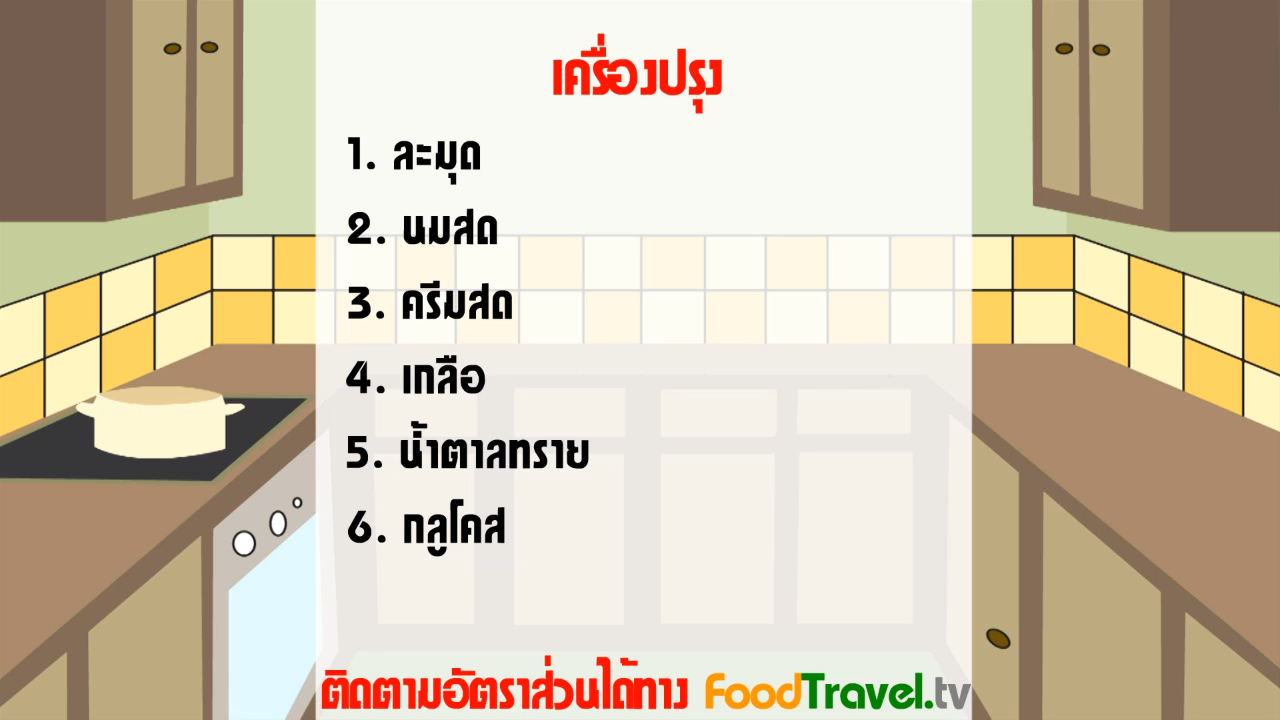 เครื่องปรุง
1. ละมุด
2. นมสด
3. ครีมสด
4. เกลือ
5. น้ำตาลทราย
6. กลูโคส
ติดตามอัตราส่วนได้ทาง FoodTravel.tv